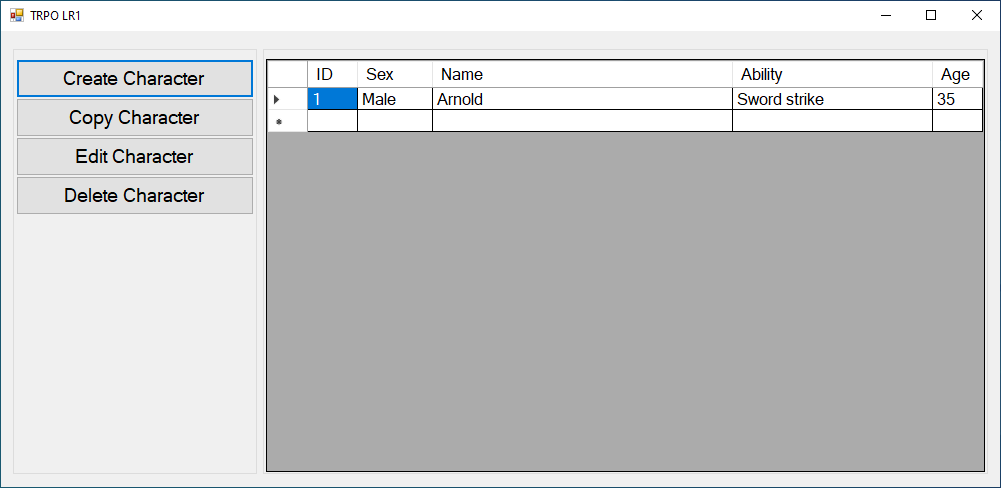 TRPO LR1
Create Character
Copy Character
Edit Character
Delete Character
ID Sex Name Ability Age
1 Male Arnold Sword strike 35